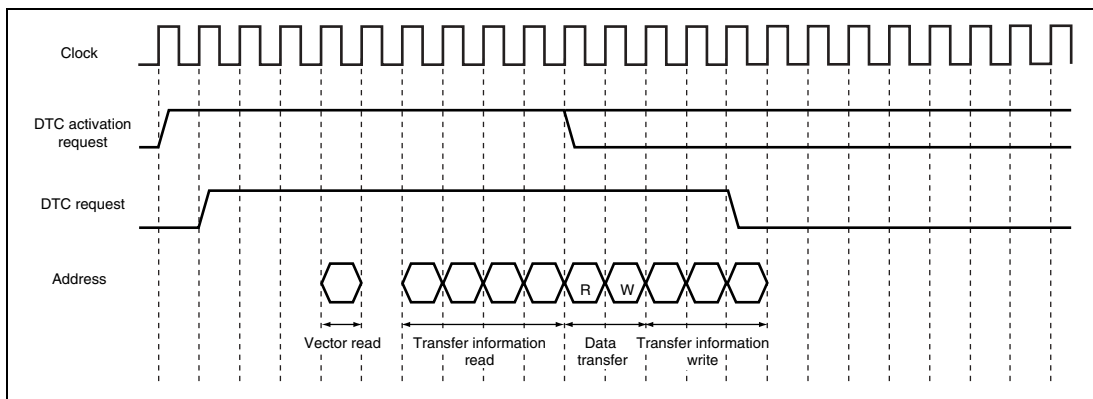 Clock
DTC activation
request
DTC request
Address
R
W
Vector read
Transfer information
read
Data
transfer
Transfer information
write